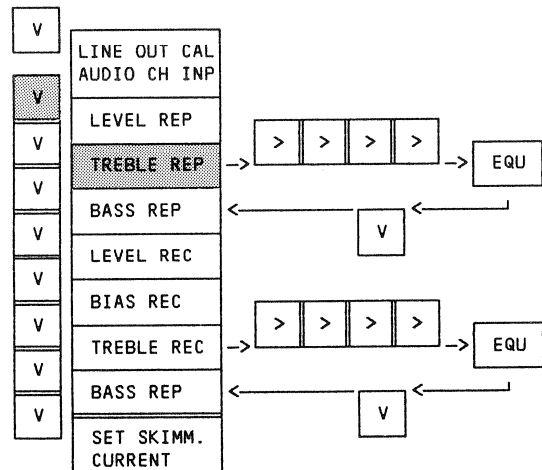 V
LINE OUT CAL
AUDIO CH INP
V
LEVEL REP
V
> > > >
TREBLE REP
EQU
V
BASS REP
V
V
LEVEL REC
V
BIAS REC
V
> > > >
TREBLE REC
EQU
V
BASS REP
V
V
SET SKIMM.
CURRENT